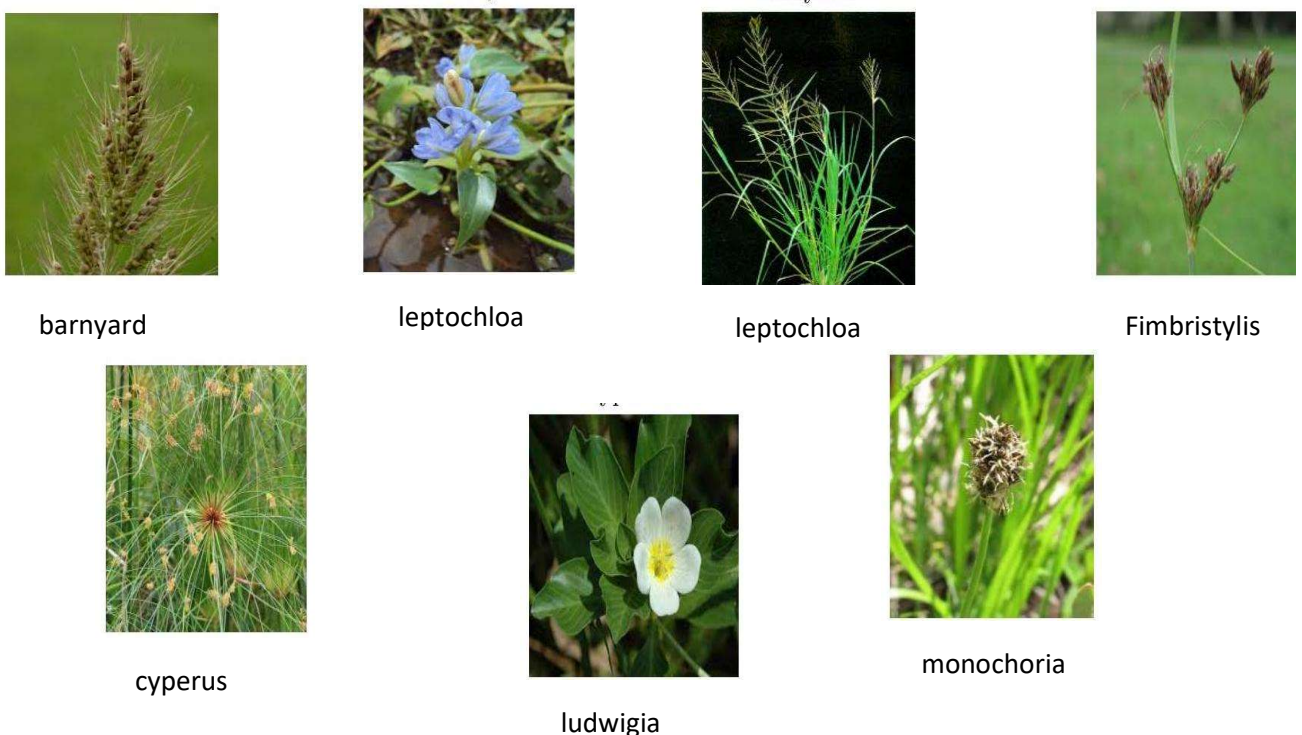 barnyard
leptochloa
leptochloa
Fimbristylis
cyperus
ludwigia
monochoria